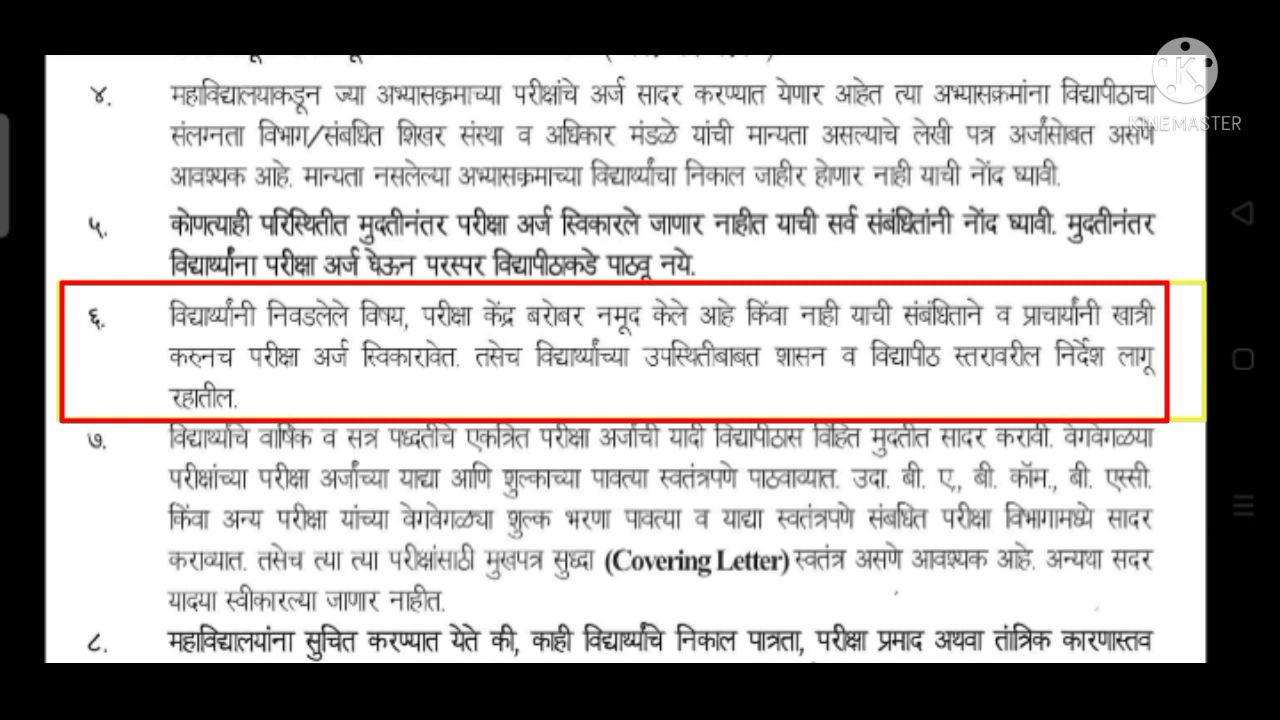 ४. महाविद्यालयाकडून ज्या अभ्यासक्रमाच्या परीक्षांचे अर्ज सादर करण्यात येणार आहेत त्या अभ्यासक्रमांना विद्यापीठाचा
संलग्नता विभाग/संबधित शिखर संस्था व अधिकार मंडळे यांची मान्यता असल्याचे लेखी पत्र अर्जांसोबत असणे
आवश्यक आहे. मान्यता नसलेल्या अभ्यासक्रमाच्या विद्यार्थ्यांचा निकाल जाहीर होणार नाही याची नोंद घ्यावी.
५. कोणत्याही परिस्थितीत मुदतीनंतर परीक्षा अर्ज स्विकारले जाणार नाहीत याची सर्व संबंधितांनी नोंद घ्यावी. मुदतीनंतर
विद्यार्थ्यांना परीक्षा अर्ज घेऊन परस्पर विद्यापीठाकडे पाठवू नये.
६. विद्यार्थ्यांनी निवडलेले विषय, परीक्षा केंद्र बरोबर नमूद केले आहे किंवा नाही याची संबंधिताने व प्राचार्यांनी खात्री
करुनच परीक्षा अर्ज स्विकारावेत. तसेच विद्यार्थ्यांच्या उपस्थितीबाबत शासन व विद्यापीठ स्तरावरील निर्देश लागू
रहातील.
७. विद्यार्थ्यांचे वार्षिक व सत्र पध्दतीचे एकत्रित परीक्षा अर्जाची यादी विद्यापीठास विहित मुदतीत सादर करावी. वेगवेगळया
परीक्षांच्या परीक्षा अर्जांच्या याद्या आणि शुल्काच्या पावत्या स्वतंत्रपणे पाठवाव्यात. उदा. बी. ए., बी. कॉम., बी. एस्सी.
किंवा अन्य परीक्षा यांच्या वेगवेगळ्या शुल्क भरणा पावत्या व याद्या स्वतंत्रपणे संबधित परीक्षा विभागामध्ये सादर
कराव्यात. तसेच त्या त्या परीक्षांसाठी मुखपत्र सुध्दा (Covering Letter) स्वतंत्र असणे आवश्यक आहे. अन्यथा सदर
यादया स्वीकारल्या जाणार नाहीत.
८. महाविद्यालयांना सुचित करण्यात येते की, काही विद्यार्थ्यांचे निकाल पात्रता, परीक्षा प्रमाद अथवा तांत्रिक कारणास्तव
KINEMASTER